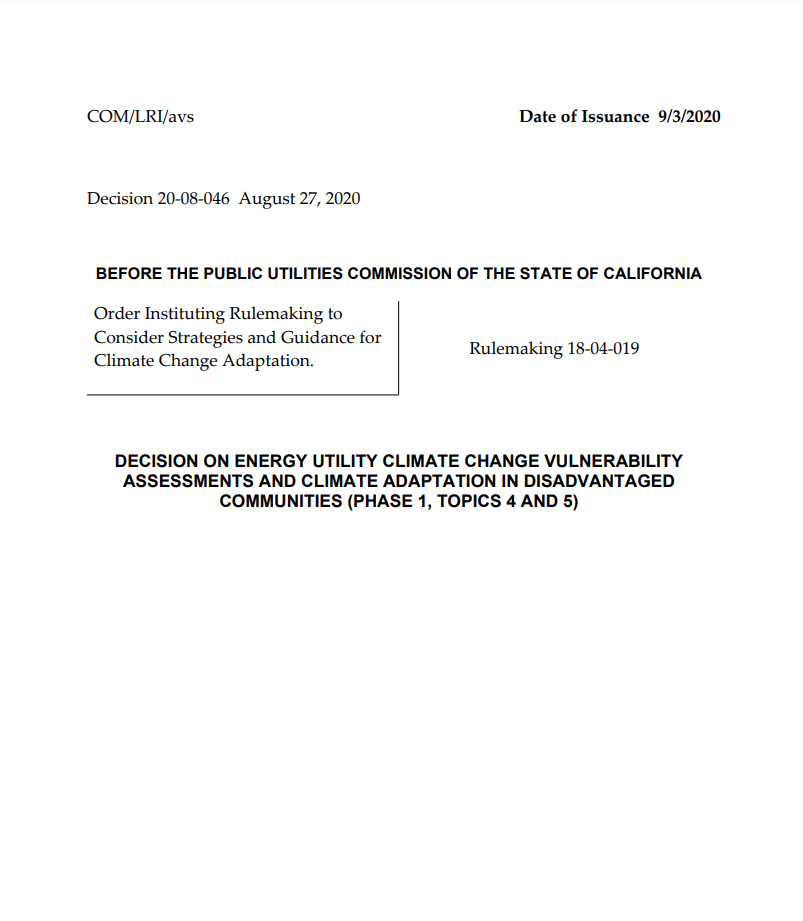 COM/LRI/avs Date of Issuance 9/3/2020
Decision 20-08-046 August 27, 2020
BEFORE THE PUBLIC UTILITIES COMMISSION OF THE STATE OF CALIFORNIA
Order Instituting Rulemaking to
Consider Strategies and Guidance for
Climate Change Adaptation.
Rulemaking 18-04-019
DECISION ON ENERGY UTILITY CLIMATE CHANGE VULNERABILITY
ASSESSMENTS AND CLIMATE ADAPTATION IN DISADVANTAGED
COMMUNITIES (PHASE 1, TOPICS 4 AND 5)